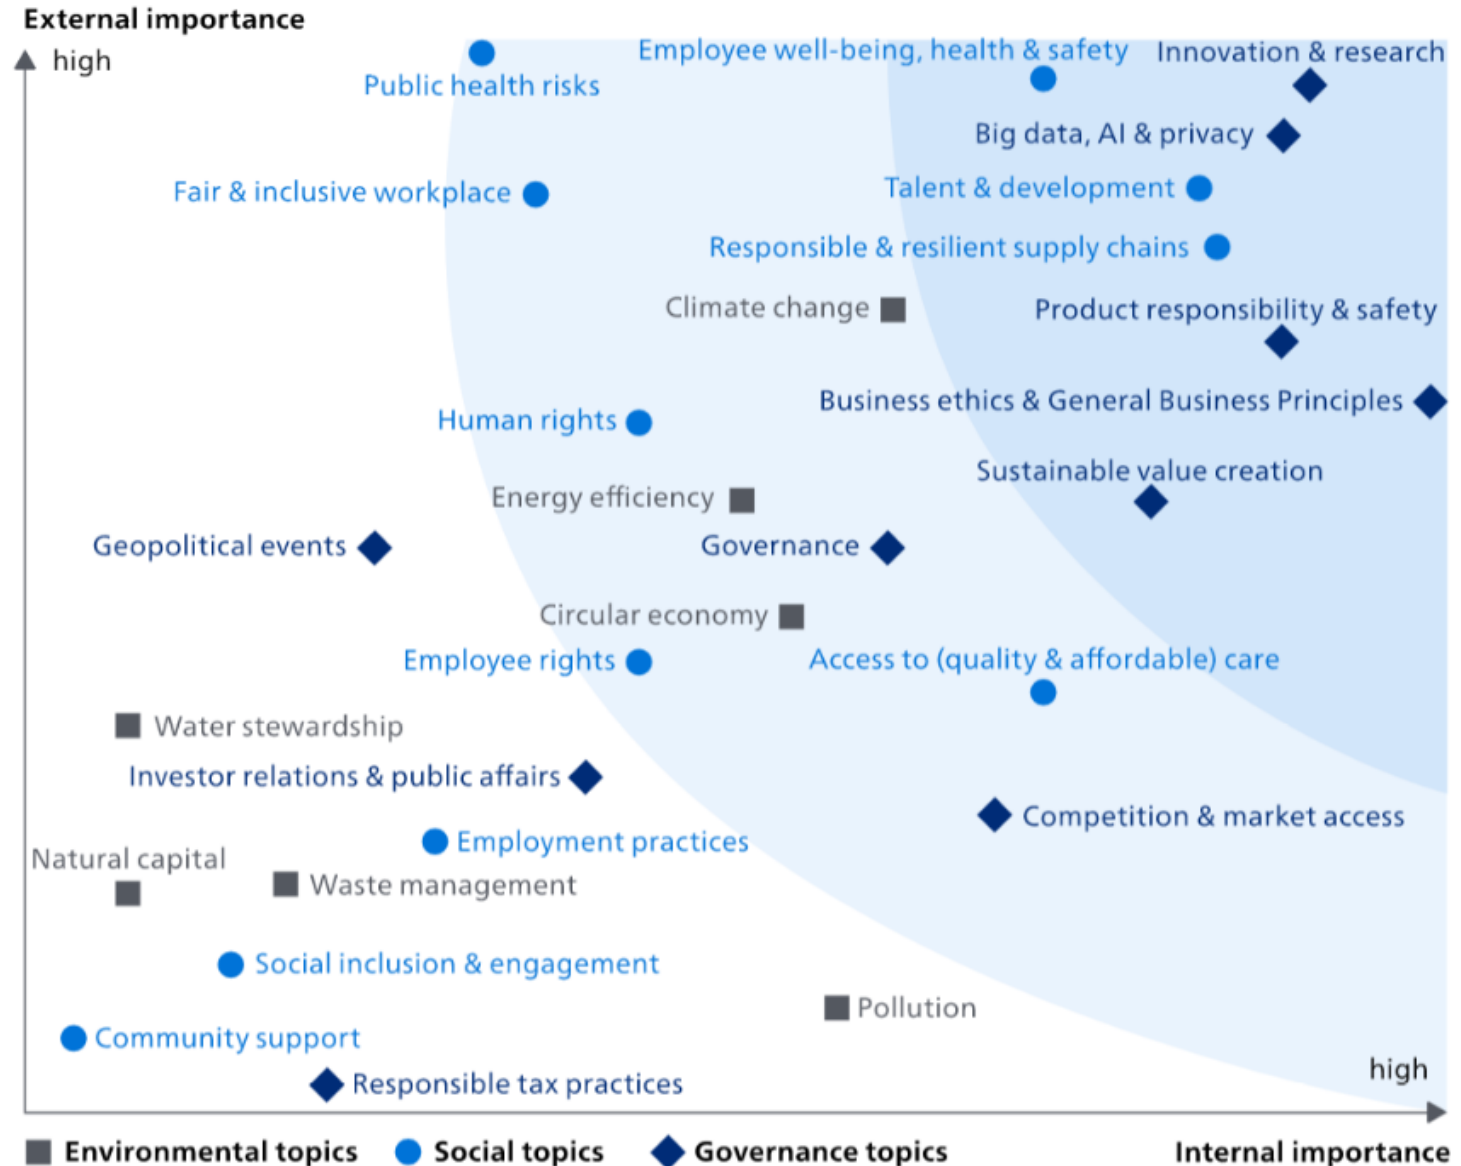 External importance
high
Employee well-being, health & safety
Innovation & research
Public health risks
Big data, AI & privacy
Fair & inclusive workplace
Talent & development
Responsible & resilient supply chains
Climate change
Product responsibility & safety
Business ethics & General Business Principles
Human rights
Sustainable value creation
Energy efficiency
Geopolitical events
Governance
Circular economy
Employee rights
Access to (quality & affordable) care
Water stewardship
Investor relations & public affairs
Competition & market access
Employment practices
Natural capital
Waste management
Social inclusion & engagement
Pollution
Community support
high
Responsible tax practices
Environmental topics
Social topics
Governance topics
Internal importance